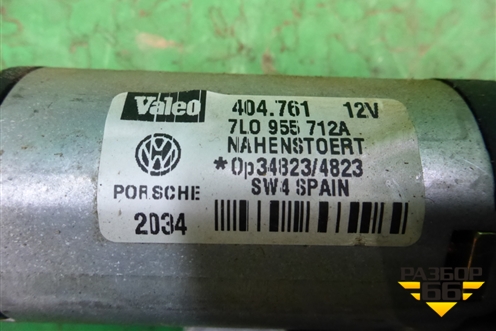 Valeo 404.761 12V
7L0 955 712A
NAHENSTOERT
*Op34823/4823
PORSCHE SW4 SPAIN
2034
РАЗБОР
66